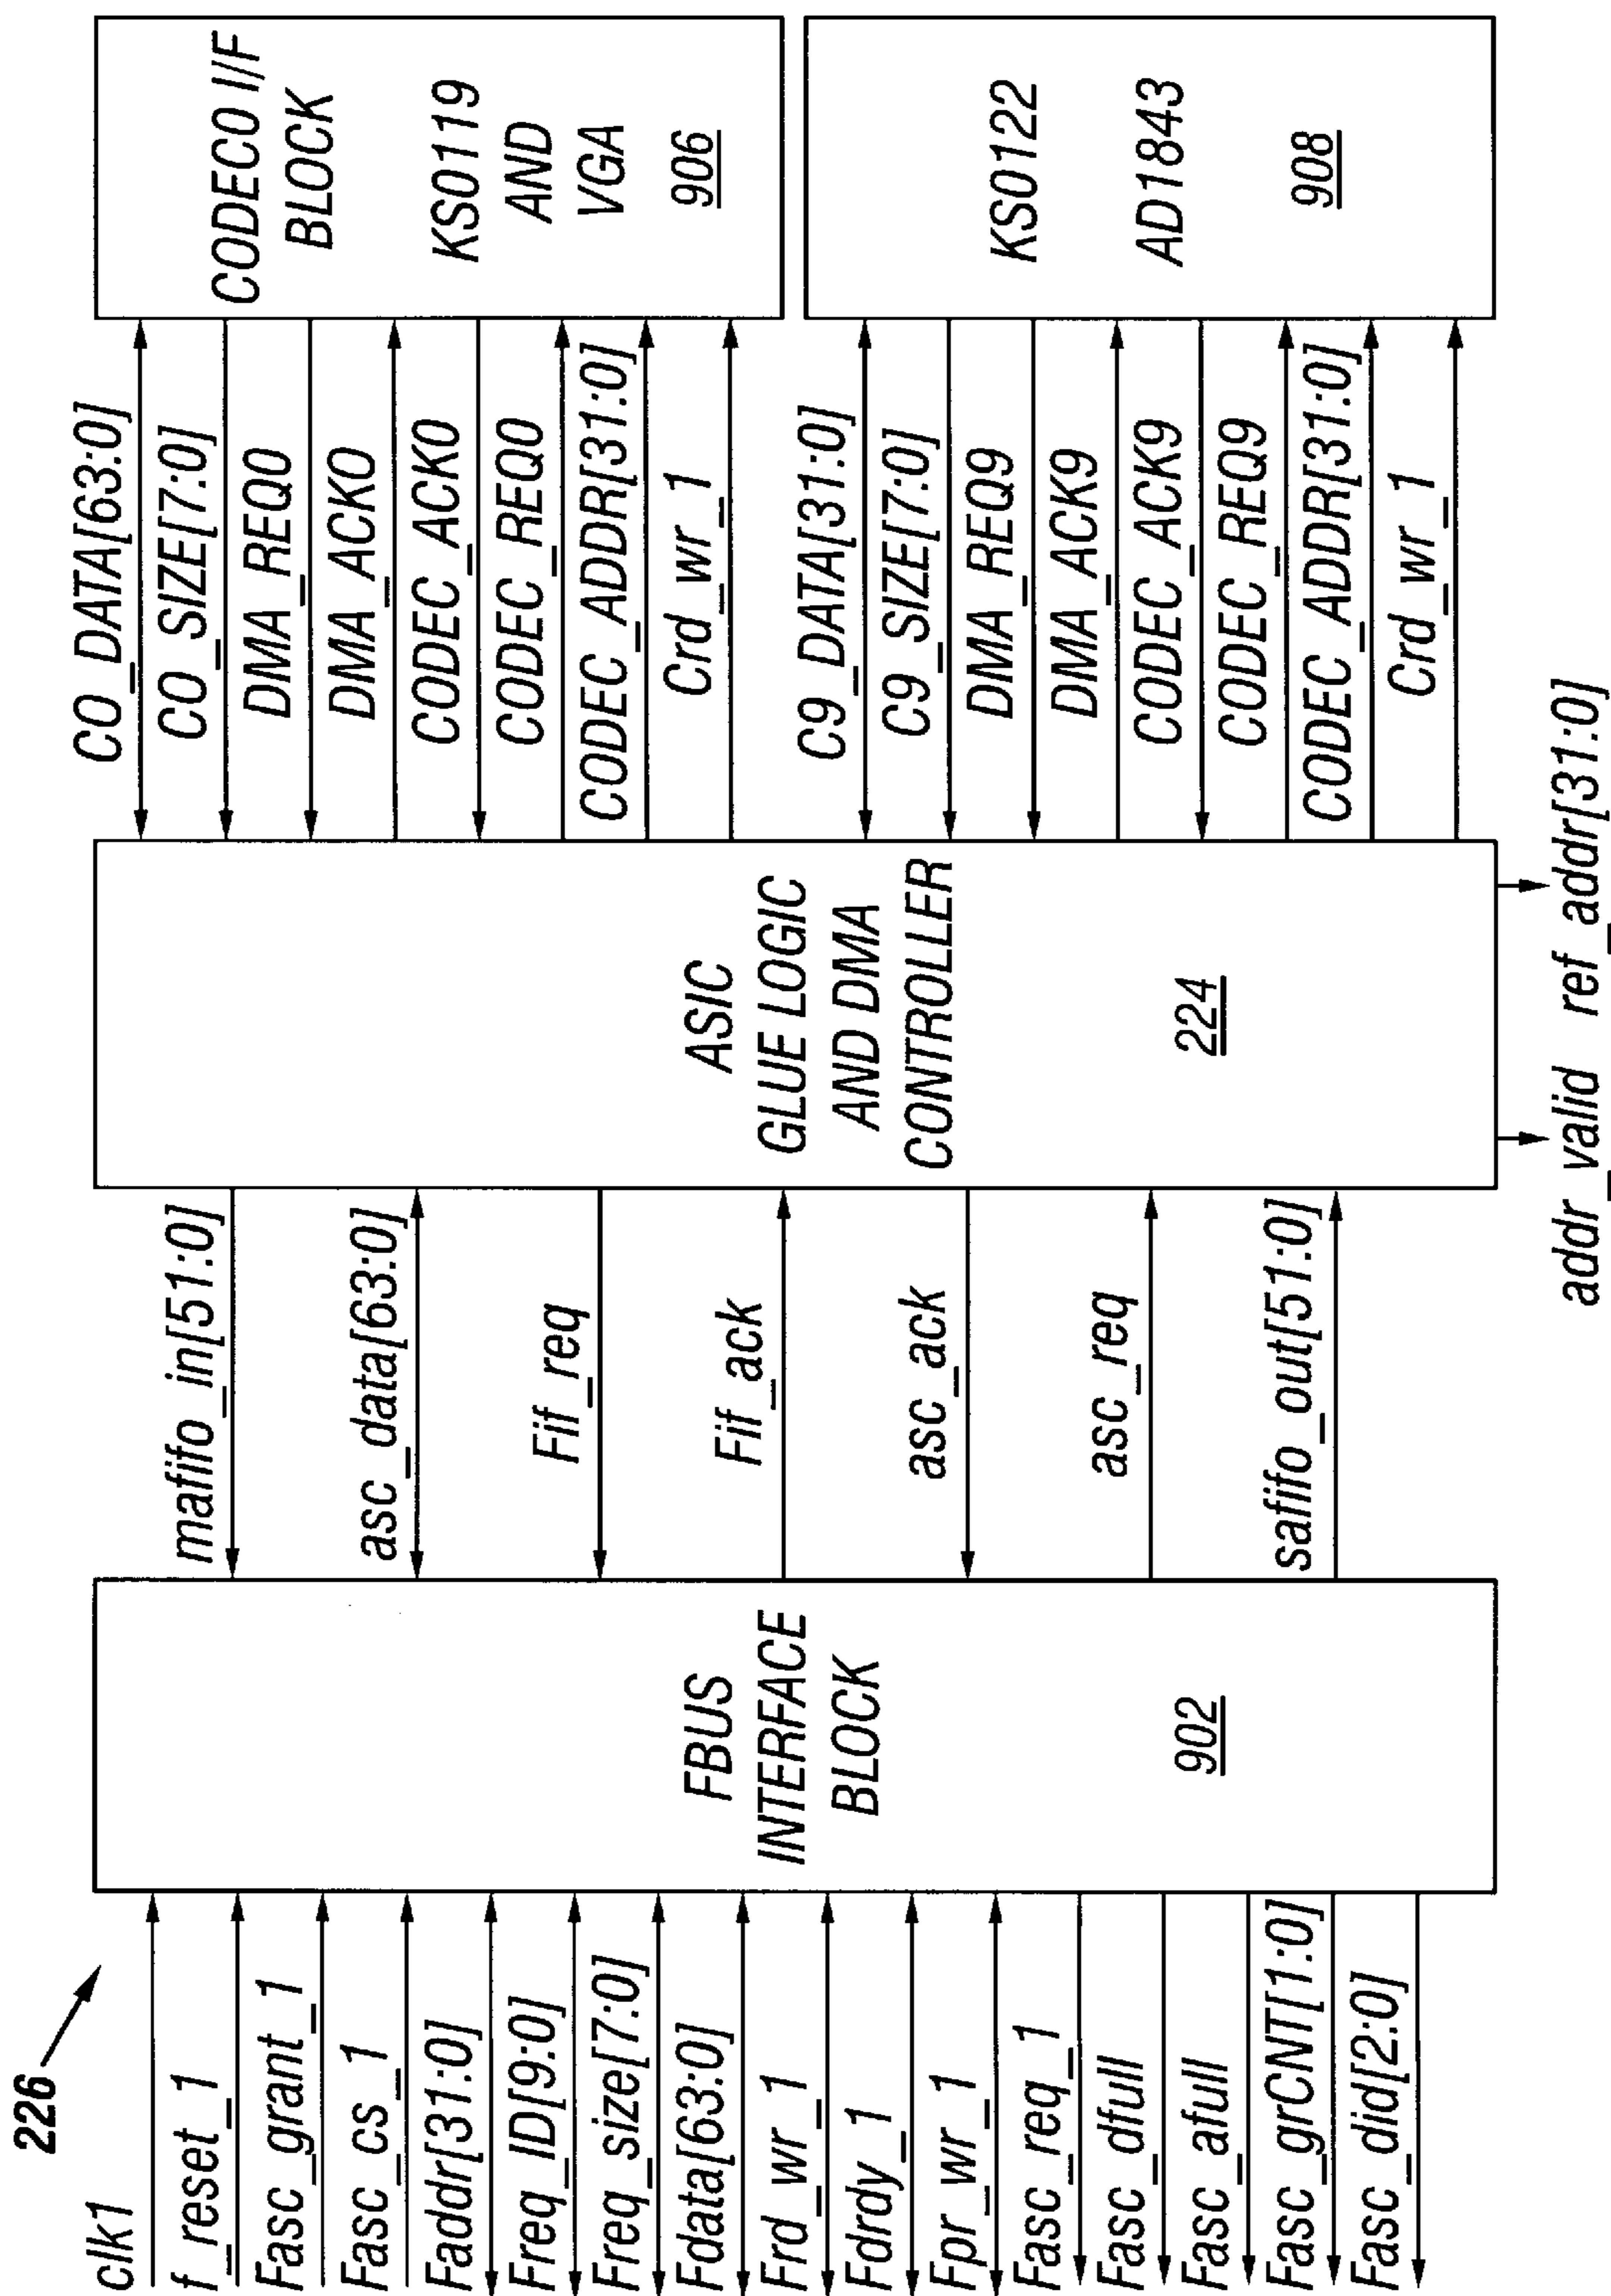 226
clk1
f_reset_1
Fasc_grant_1
Fasc_cs_1
Faddr[31:0]
Freq_ID[9:0]
Freq_size[7:0]
Fdata[63:0]
Frd_wr_1
Fdrdy_1
Fpr_wr_1
Fasc_req_1
Fasc_dfull
Fasc_afull
Fasc_grCNT[1:0]
Fasc_did[2:0]
FBUS
INTERFACE
BLOCK
902
mafifo_in[51:0]
asc_data[63:0]
Fif_req
Fif_ack
asc_ack
asc_req
safifo_out[51:0]
ASIC
GLUE LOGIC
AND DMA
CONTROLLER
224
addr_valid
ref_addr[31:0]
CO_DATA[63:0]
CO_SIZE[7:0]
DMA_REQ0
DMA_ACK0
CODEC_ACK0
CODEC_REQ0
CODEC_ADDR[31:0]
Crd_wr_1
C9_DATA[31:0]
C9_SIZE[7:0]
DMA_REQ9
DMA_ACK9
CODEC_ACK9
CODEC_REQ9
CODEC_ADDR[31:0]
Crd_wr_1
CODEC0 I/F
BLOCK
KS0119
AND
VGA
906
KS0122
AD1843
908